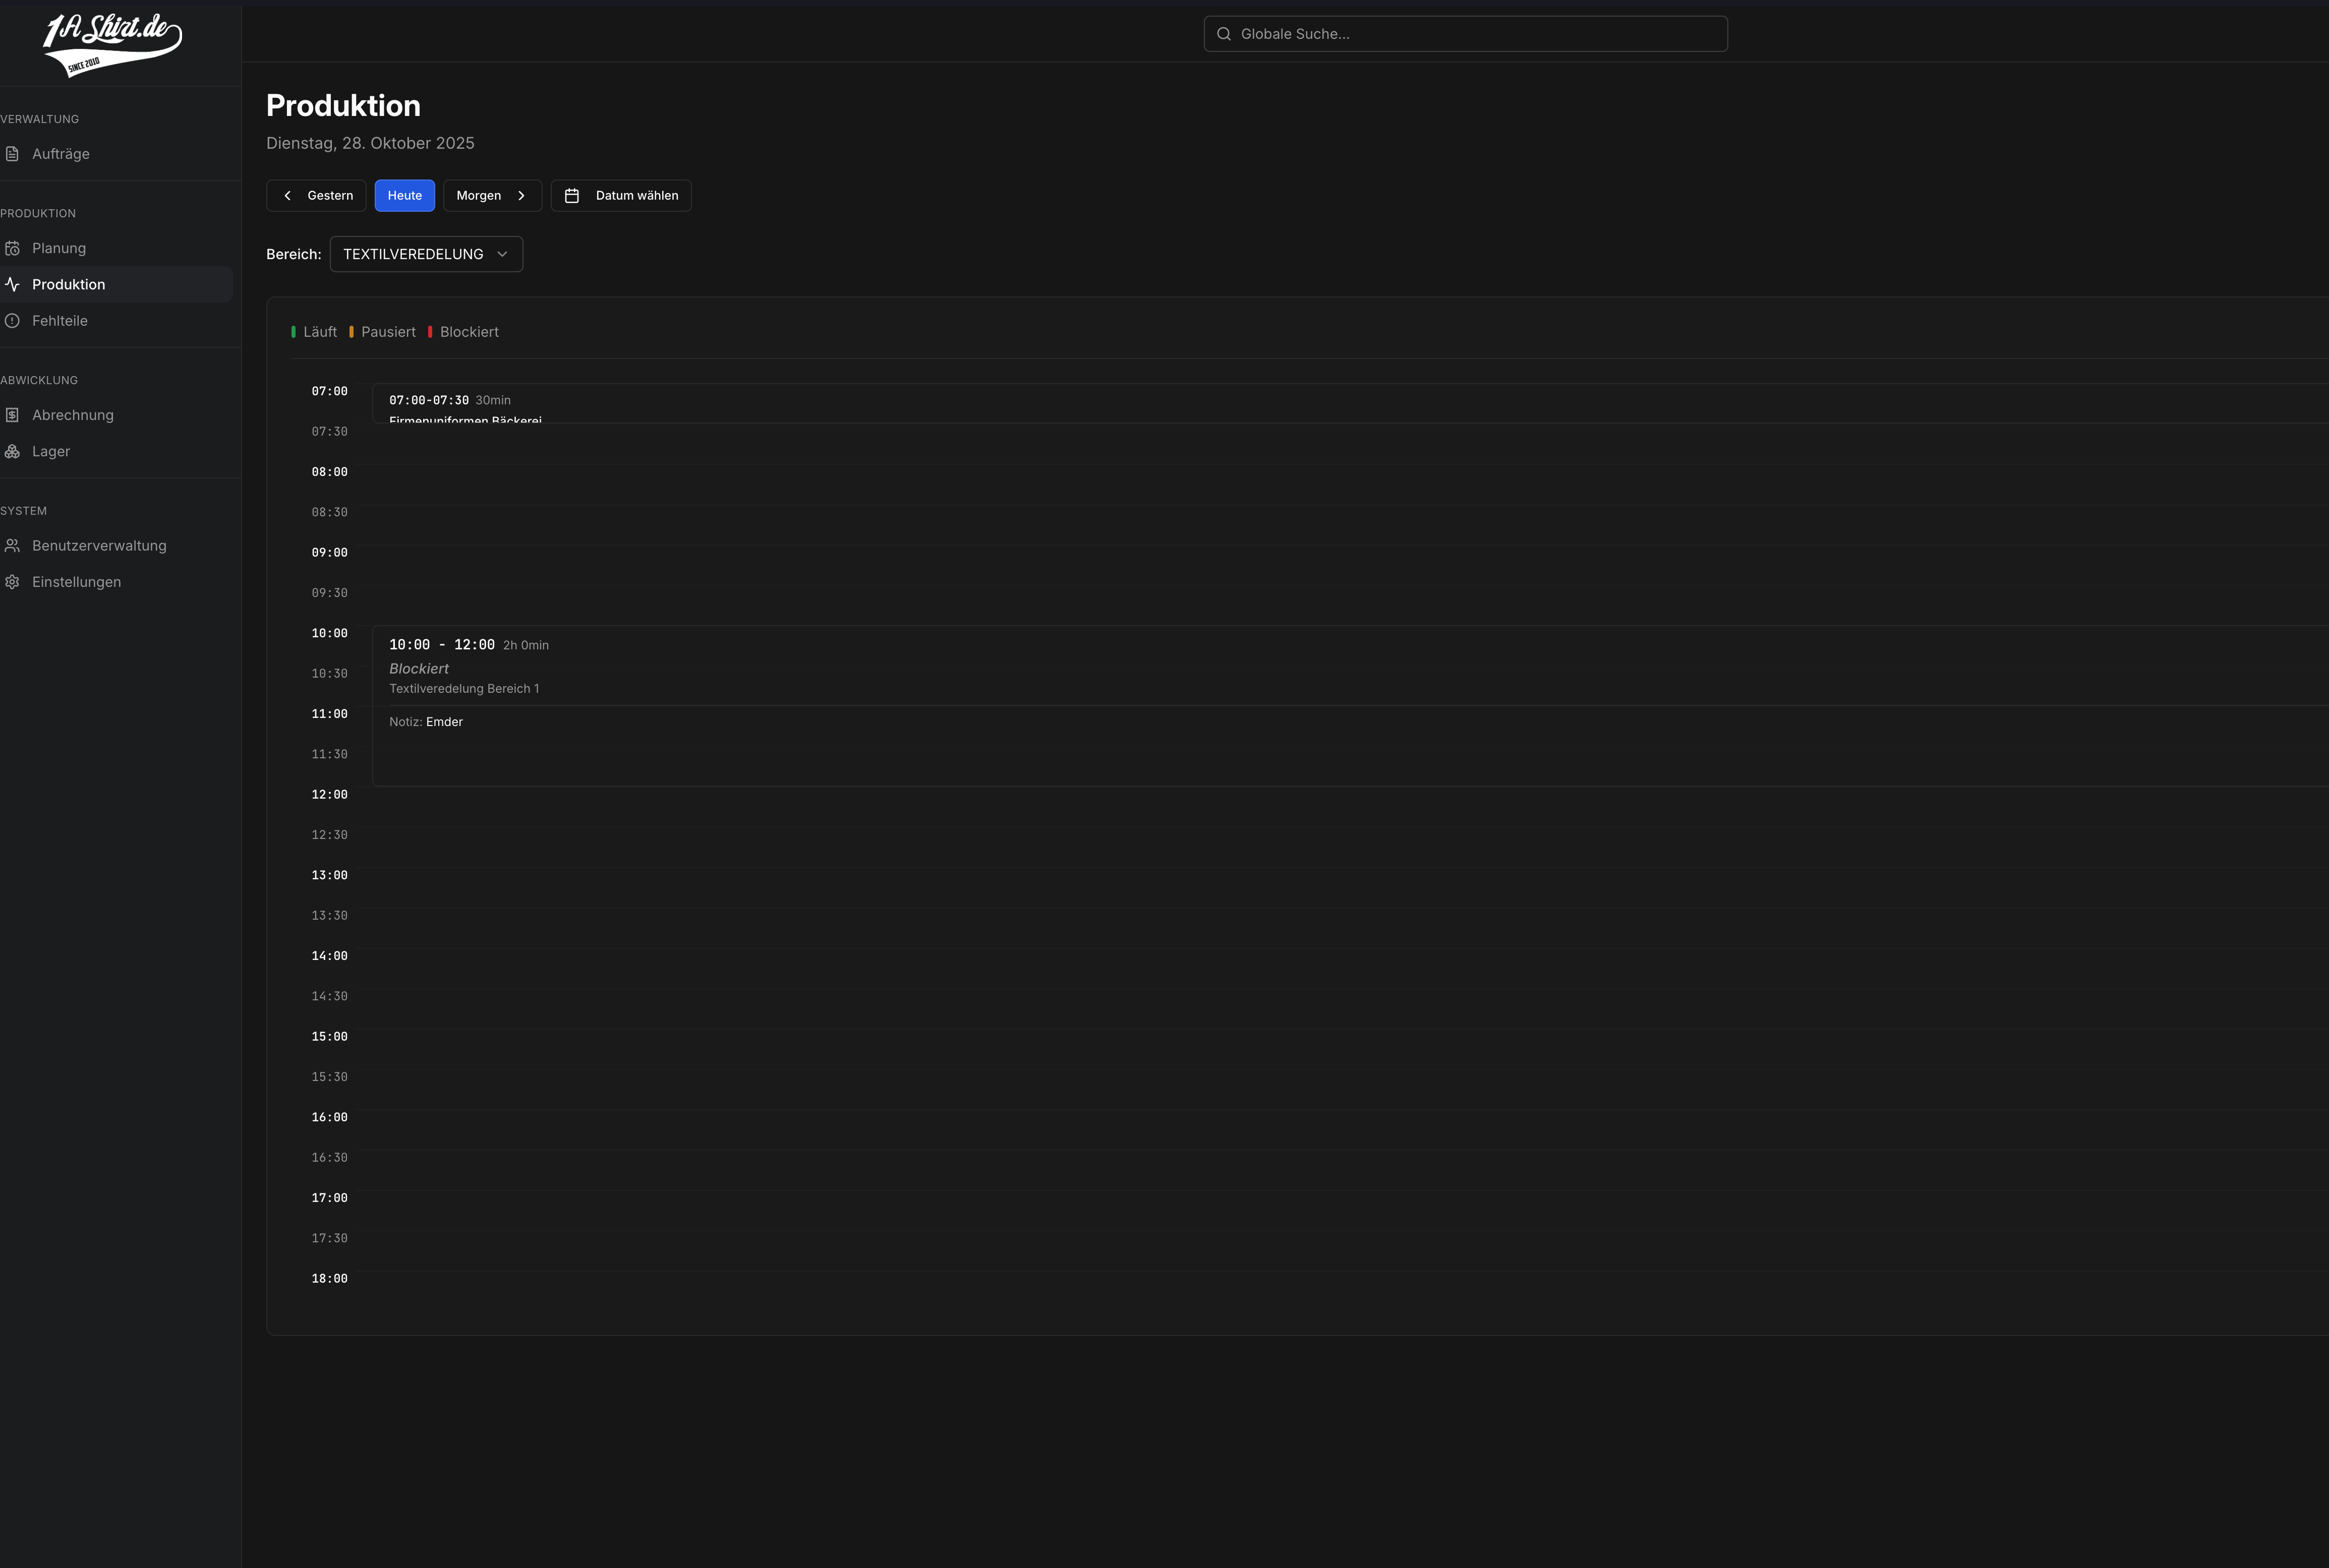 1A Shirt.de
SINCE 2010
Globale Suche...
VERWALTUNG
Aufträge
PRODUKTION
Planung
Produktion
Fehlteile
ABWICKLUNG
Abrechnung
Lager
SYSTEM
Benutzerverwaltung
Einstellungen
Produktion
Dienstag, 28. Oktober 2025
Gestern Heute Morgen Datum wählen
Bereich: TEXTILVEREDELUNG
Läuft Pausiert Blockiert
07:00
07:00-07:30 30min
Firmenuniformen Bäckerei
07:30
08:00
08:30
09:00
09:30
10:00
10:00 - 12:00 2h 0min
Blockiert
10:30
Textilveredelung Bereich 1
11:00
Notiz: Emder
11:30
12:00
12:30
13:00
13:30
14:00
14:30
15:00
15:30
16:00
16:30
17:00
17:30
18:00